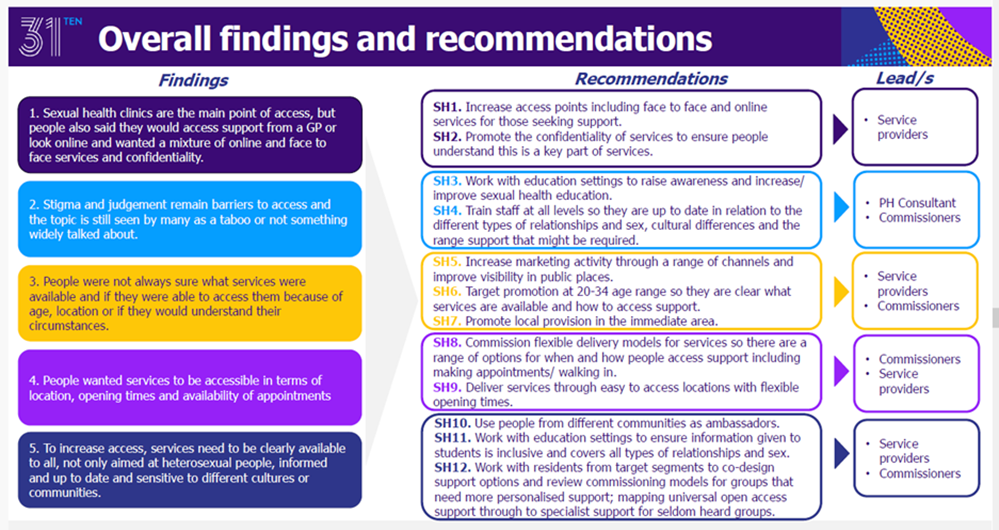 31 TEN
Overall findings and recommendations
Findings
Recommendations
Lead/s
1. Sexual health clinics are the main point of access, but
people also said they would access support from a GP or
look online and wanted a mixture of online and face to
face services and confidentiality.
SH1. Increase access points including face to face and online
services for those seeking support.
SH2. Promote the confidentiality of services to ensure people
understand this is a key part of services.
• Service
providers
2. Stigma and judgement remain barriers to access and
the topic is still seen by many as a taboo or not something
widely talked about.
SH3. Work with education settings to raise awareness and increase/
improve sexual health education.
SH4. Train staff at all levels so they are up to date in relation to the
different types of relationships and sex, cultural differences and the
range support that might be required.
• PH Consultant
• Commissioners
3. People were not always sure what services were
available and if they were able to access them because of
age, location or if they would understand their
circumstances.
SH5. Increase marketing activity through a range of channels and
improve visibility in public places.
SH6. Target promotion at 20-34 age range so they are clear what
services are available and how to access support.
SH7. Promote local provision in the immediate area.
• Service
providers
• Commissioners
4. People wanted services to be accessible in terms of
location, opening times and availability of appointments
SH8. Commission flexible delivery models for services so there are a
range of options for when and how people access support including
making appointments/ walking in.
SH9. Deliver services through easy to access locations with flexible
opening times.
• Commissioners
• Service
providers
5. To increase access, services need to be clearly available
to all, not only aimed at heterosexual people, informed
and up to date and sensitive to different cultures or
communities.
SH10. Use people from different communities as ambassadors.
SH11. Work with education settings to ensure information given to
students is inclusive and covers all types of relationships and sex.
SH12. Work with residents from target segments to co-design
support options and review commissioning models for groups that
need more personalised support; mapping universal open access
support through to specialist support for seldom heard groups.
• Service
providers
• Commissioners